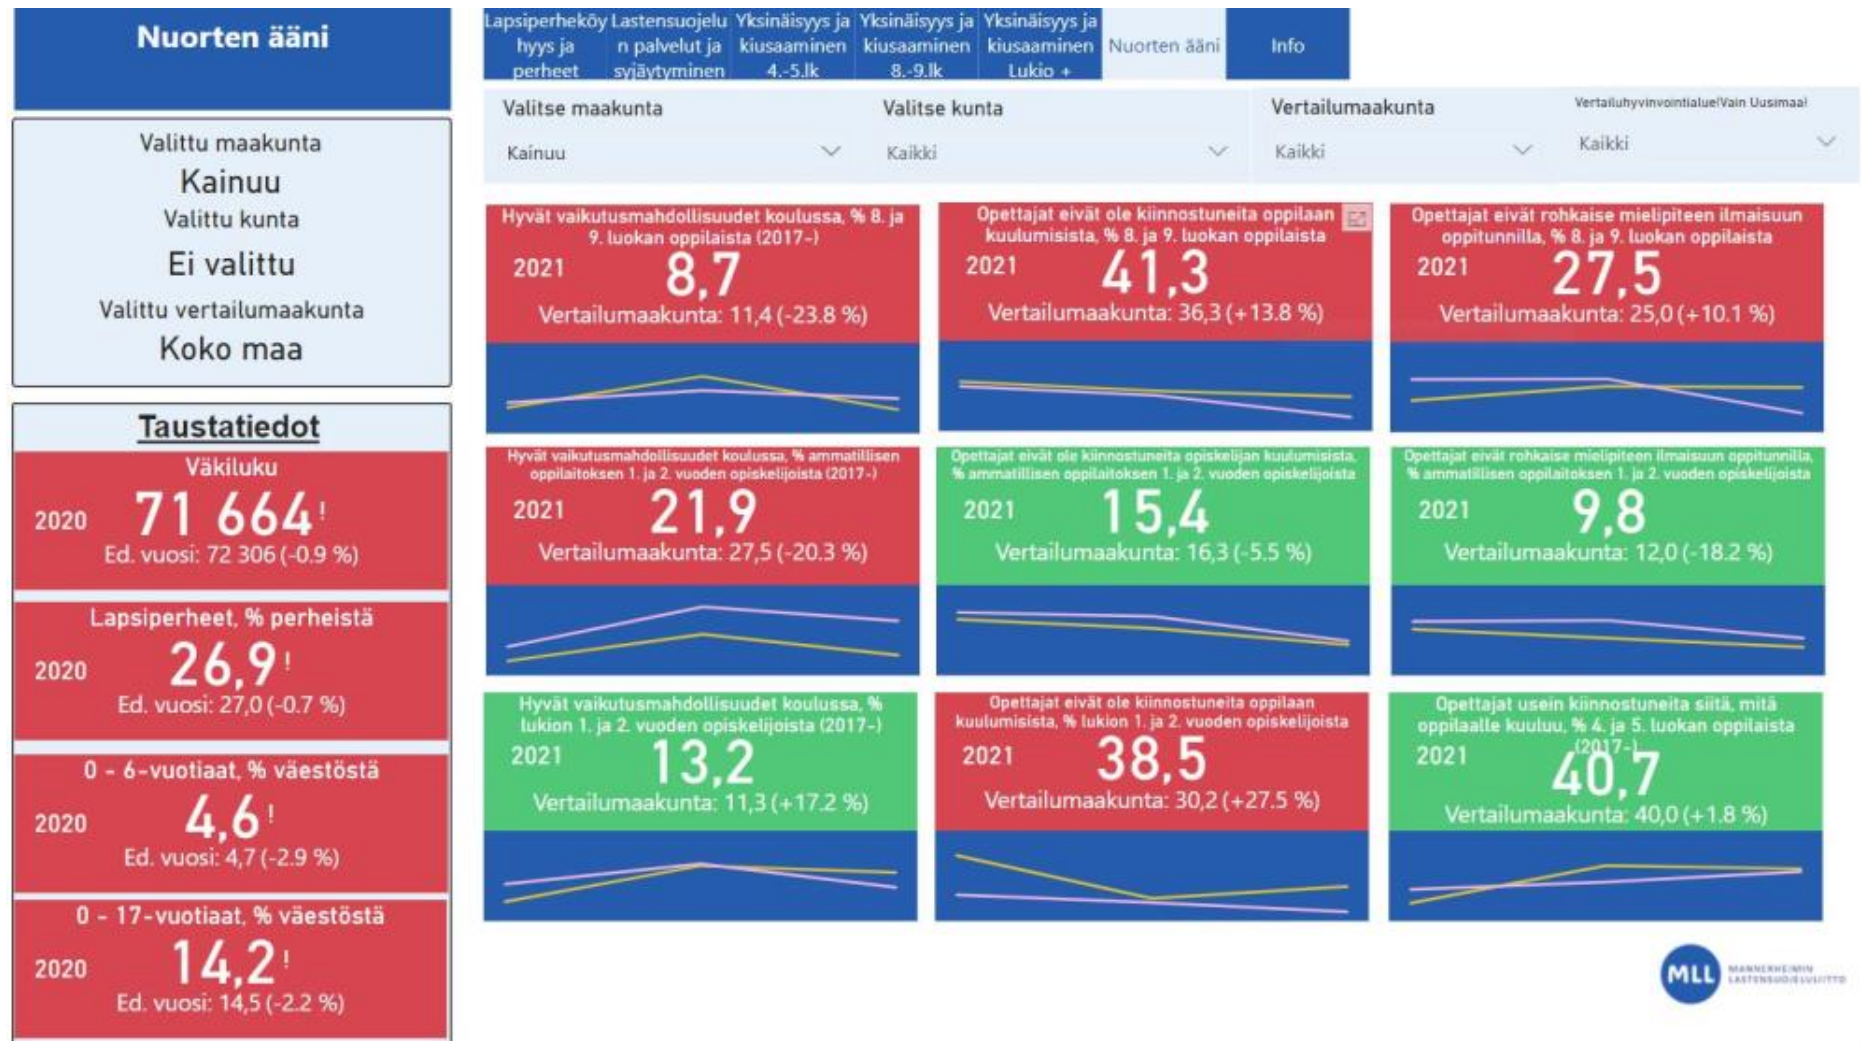 Nuorten ääni
Valittu maakunta
Kainuu
Valittu kunta
Ei valittu
Valittu vertailumaakunta
Koko maa
Taustatiedot
Väkiluku
2020
71 664!
Ed. vuosi: 72 306 (-0.9 %)
Lapsiperheet, % perheistä
2020
26,9!
Ed. vuosi: 27,0 (-0.7 %)
0 - 6-vuotiaat, % väestöstä
2020
4,6!
Ed. vuosi: 4,7 (-2.9 %)
0 - 17-vuotiaat, % väestöstä
2020
14,2!
Ed. vuosi: 14,5 (-2.2 %)
Lapsiperheköy
hyys ja
perheet
Lastensuojelu
n palvelut ja
syjäytyminen
Yksinäisyys ja
kiusaaminen
4.-5.lk
Yksinäisyys ja
kiusaaminen
8.-9.lk
Yksinäisyys ja
kiusaaminen
Lukio +
Nuorten ääni
Info
Valitse maakunta
Kainuu
Valitse kunta
Kaikki
Vertailumaakunta
Kaikki
Vertailuhyvinvointialue(Vain Uusimaa)
Kaikki
Hyvät vaikutusmahdollisuudet koulussa, % 8. ja
9. luokan oppilaista (2017-)
2021
8,7
Vertailumaakunta: 11,4 (-23.8 %)
Opettajat eivät ole kiinnostuneita oppilaan
kuulumisista, % 8. ja 9. luokan oppilaista
2021
41,3
Vertailumaakunta: 36,3 (+13.8 %)
Opettajat eivät rohkaise mielipiteen ilmaisuun
oppitunnilla, % 8. ja 9. luokan oppilaista
2021
27,5
Vertailumaakunta: 25,0 (+10.1 %)
Hyvät vaikutusmahdollisuudet koulussa, % ammatillisen
oppilaitoksen 1. ja 2. vuoden opiskelijoista (2017-)
2021
21,9
Vertailumaakunta: 27,5 (-20.3 %)
Opettajat eivät ole kiinnostuneita opiskelijan kuulumisista,
% ammatillisen oppilaitoksen 1. ja 2. vuoden opiskelijoista
2021
15,4
Vertailumaakunta: 16,3 (-5.5 %)
Opettajat eivät rohkaise mielipiteen ilmaisuun oppitunnilla,
% ammatillisen oppilaitoksen 1. ja 2. vuoden opiskelijoista
2021
9,8
Vertailumaakunta: 12,0 (-18.2 %)
Hyvät vaikutusmahdollisuudet koulussa, %
lukion 1. ja 2. vuoden opiskelijoista (2017-)
2021
13,2
Vertailumaakunta: 11,3 (+17.2 %)
Opettajat eivät ole kiinnostuneita oppilaan
kuulumisista, % lukion 1. ja 2. vuoden opiskelijoista
2021
38,5
Vertailumaakunta: 30,2 (+27.5 %)
Opettajat usein kiinnostuneita siitä, mitä
oppilaalle kuuluu, % 4. ja 5. luokan oppilaista
(2017-)
2021
40,7
Vertailumaakunta: 40,0 (+1.8 %)
MLL
MANNERHEIMIN
LASTENSUOJELULIITTO